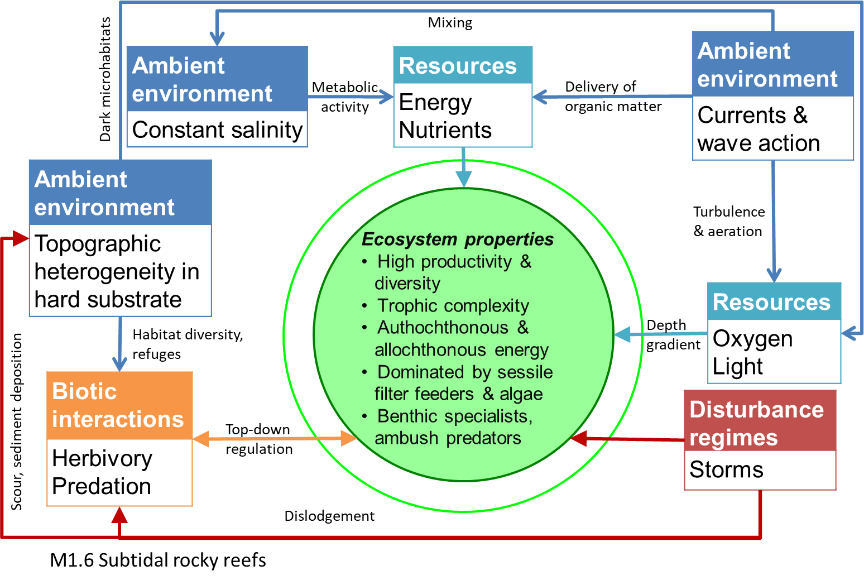 Mixing
Dark microhabitats
Ambient
environment
Constant salinity
Metabolic
activity
Resources
Energy
Nutrients
Delivery of
organic matter
Ambient
environment
Currents &
wave action
Ambient
environment
Topographic
heterogeneity in
hard substrate
Turbulence
& aeration
Ecosystem properties
• High productivity &
diversity
• Trophic complexity
• Authochthonous &
allochthonous energy
• Dominated by sessile
filter feeders & algae
• Benthic specialists,
ambush predators
Resources
Oxygen
Light
Depth
gradient
Habitat diversity,
refuges
Scour, sediment deposition
Biotic
interactions
Herbivory
Predation
Top-down
regulation
Disturbance
regimes
Storms
Dislodgement
M1.6 Subtidal rocky reefs